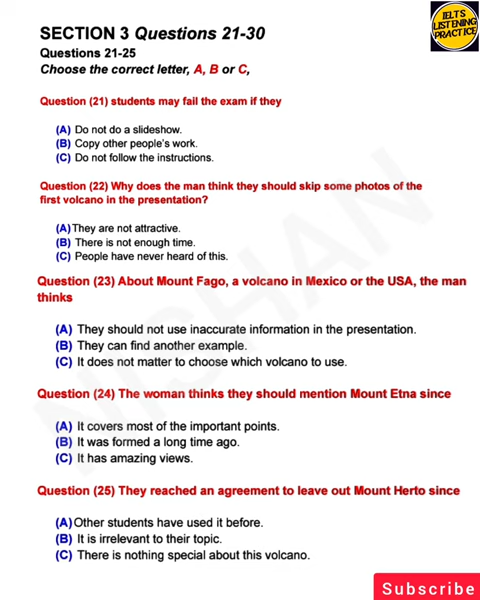 IELTS
LISTENING
PRACTICE
SECTION 3 Questions 21-30
Questions 21-25
Choose the correct letter, A, B or C,
Question (21) students may fail the exam if they
(A) Do not do a slideshow.
(B) Copy other people's work.
(C) Do not follow the instructions.
Question (22) Why does the man think they should skip some photos of the
first volcano in the presentation?
(A) They are not attractive.
(B) There is not enough time.
(C) People have never heard of this.
Question (23) About Mount Fago, a volcano in Mexico or the USA, the man
thinks
(A) They should not use inaccurate information in the presentation.
(B) They can find another example.
(C) It does not matter to choose which volcano to use.
Question (24) The woman thinks they should mention Mount Etna since
(A) It covers most of the important points.
(B) It was formed a long time ago.
(C) It has amazing views.
Question (25) They reached an agreement to leave out Mount Herto since
(A) Other students have used it before.
(B) It is irrelevant to their topic.
(C) There is nothing special about this volcano.
NISHAN
Subscribe